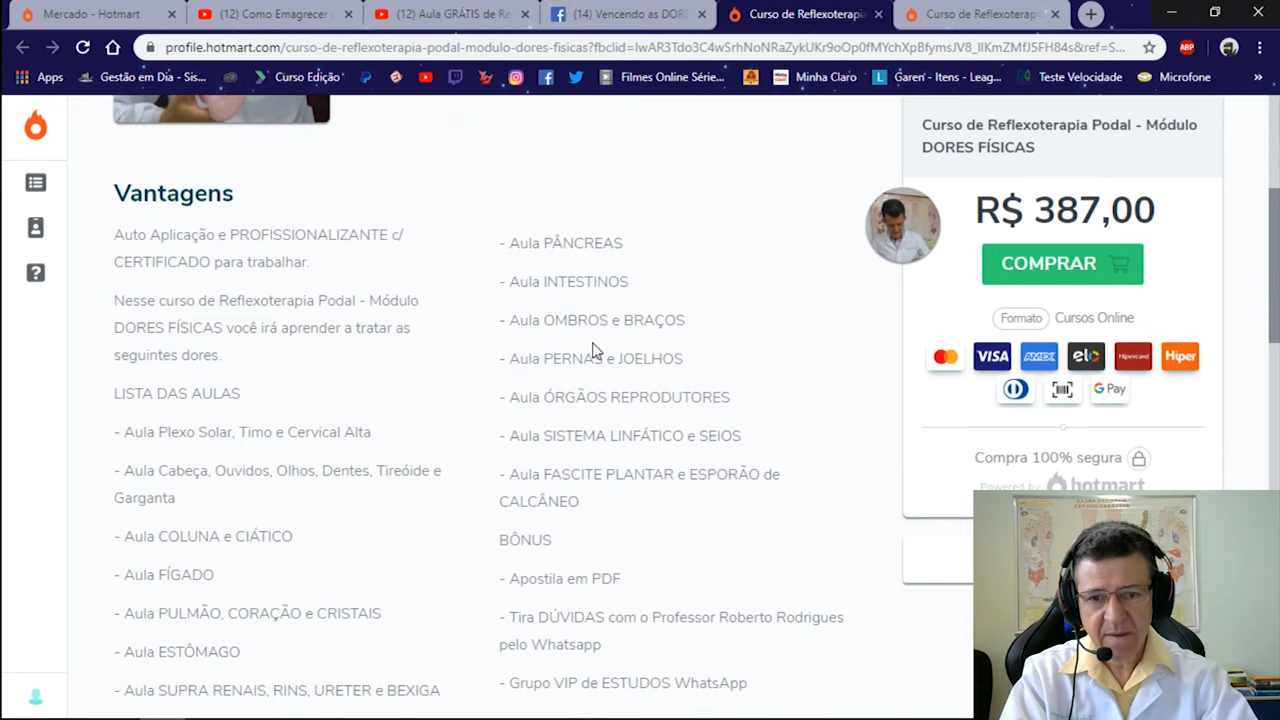 Mercado - Hotmart
(12) Como Emagrecer
(12) Aula GRÁTIS de Re
(14) Vencendo as DOR
Curso de Reflexoterapia
Curso de Reflexoterapia
profile.hotmart.com/curso-de-reflexoterapia-podal-modulo-dores-fisicas?fbclid=IwAR3Tdo3C4wSrhNoNRaZykUKr9oOp0fMYchXpBfymsJV8_lIKmZMfJ5FH84s&ref=S...
ABP
Apps
Gestão em Dia - Sis...
Curso Edição
Filmes Online Série...
Minha Claro
Garen' - Itens - Leag...
Teste Velocidade
Microfone
»
Vantagens
Auto Aplicação e PROFISSIONALIZANTE c/
CERTIFICADO para trabalhar.
Nesse curso de Reflexoterapia Podal - Módulo
DORES FÍSICAS você irá aprender a tratar as
seguintes dores.
LISTA DAS AULAS
- Aula Plexo Solar, Timo e Cervical Alta
- Aula Cabeça, Ouvidos, Olhos, Dentes, Tireóide e
Garganta
- Aula COLUNA e CIÁTICO
- Aula FÍGADO
- Aula PULMÃO, CORAÇÃO e CRISTAIS
- Aula ESTÔMAGO
- Aula SUPRA RENAIS, RINS, URETER e BEXIGA
- Aula PÂNCREAS
- Aula INTESTINOS
- Aula OMBROS e BRAÇOS
- Aula PERNAS e JOELHOS
- Aula ÓRGÃOS REPRODUTORES
- Aula SISTEMA LINFÁTICO e SEIOS
- Aula FASCITE PLANTAR e ESPORÃO de
CALCÂNEO
BÔNUS
- Apostila em PDF
- Tira DÚVIDAS com o Professor Roberto Rodrigues
pelo Whatsapp
- Grupo VIP de ESTUDOS WhatsApp
Curso de Reflexoterapia Podal - Módulo
DORES FÍSICAS
R$ 387,00
COMPRAR
Formato Cursos Online
VISA AMEX elo Hipercard Hiper
G Pay
Compra 100% segura
Powered by hotmart